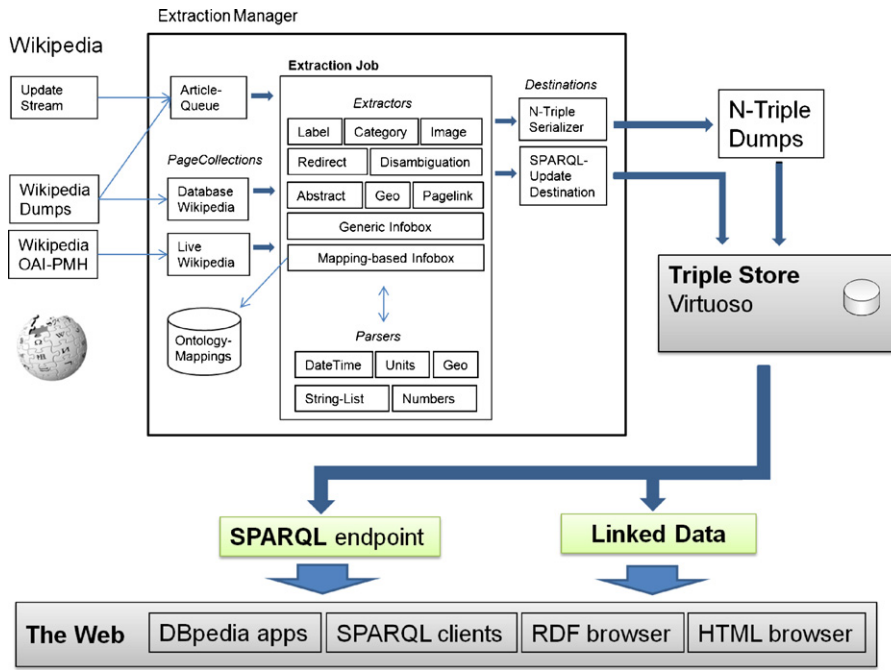 Extraction Manager
Wikipedia
Update
Stream
Wikipedia
Dumps
Wikipedia
OAI-PMH
Article-
Queue
PageCollections
Database
Wikipedia
Live
Wikipedia
Ontology-
Mappings
Extraction Job
Extractors
Label
Category
Image
Redirect
Disambiguation
Abstract
Geo
Pagelink
Generic Infobox
Mapping-based Infobox
Parsers
DateTime
Units
Geo
String-List
Numbers
Destinations
N-Triple
Serializer
SPARQL-
Update
Destination
N-Triple
Dumps
Triple Store
Virtuoso
SPARQL endpoint
Linked Data
The Web
DBpedia apps
SPARQL clients
RDF browser
HTML browser